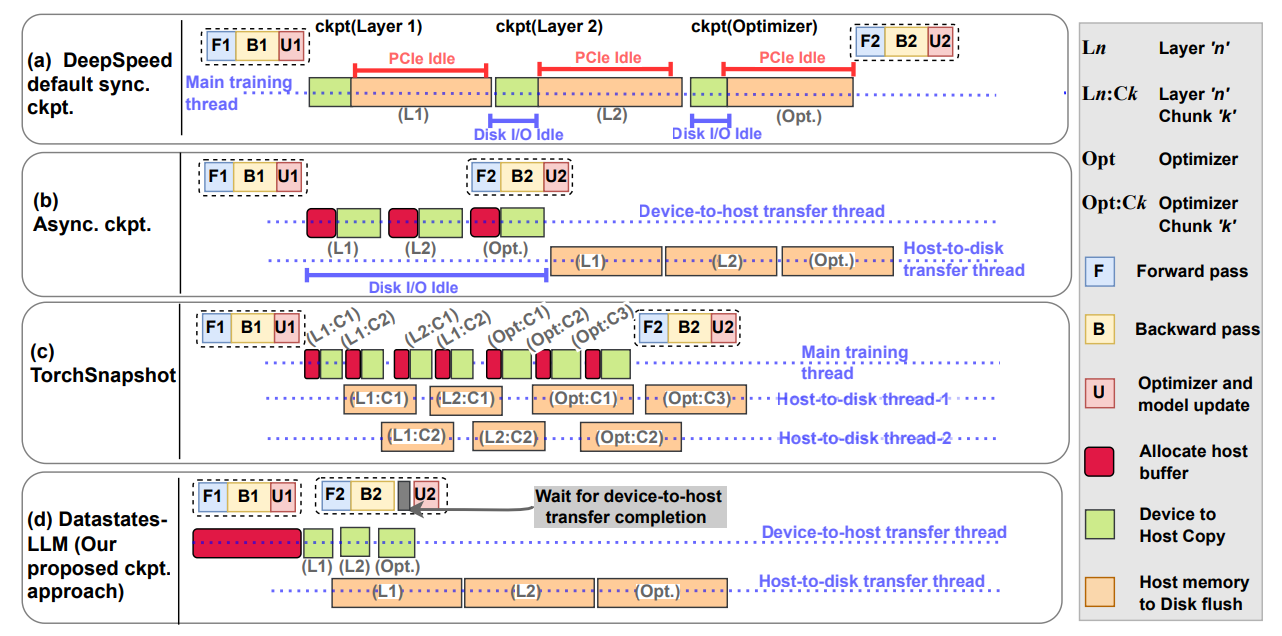 (a) DeepSpeed
default sync.
ckpt.
F1 B1 U1
ckpt(Layer 1)
ckpt(Layer 2)
ckpt(Optimizer)
F2 B2 U2
PCIe Idle
PCIe Idle
PCIe Idle
Main training
thread
(L1)
(L2)
(Opt.)
Disk I/O Idle
Disk I/O Idle
(b)
Async. ckpt.
F1 B1 U1
F2 B2 U2
Device-to-host transfer thread
(L1)
(L2)
(Opt.)
(L1)
(L2)
(Opt.)
Host-to-disk
transfer thread
Disk I/O Idle
(c)
TorchSnapshot
F1 B1 U1
(L1:C1)
(L1:C2)
(L2:C1)
(L1:C2)
(Opt:C1)
(Opt:C2)
(Opt:C3)
F2 B2 U2
Main training
thread
(L1:C1)
(L2:C1)
(Opt:C1)
(Opt:C3)
Host-to-disk thread-1
(L1:C2)
(L2:C2)
(Opt:C2)
Host-to-disk thread-2
(d) Datastates-
LLM (Our
proposed ckpt.
approach)
F1 B1 U1
F2 B2 U2
Wait for device-to-host
transfer completion
Device-to-host transfer thread
(L1)
(L2)
(Opt.)
(L1)
(L2)
(Opt.)
Host-to-disk transfer thread
Ln Layer 'n'
Ln:Ck Layer 'n'
Chunk 'k'
Opt Optimizer
Opt:Ck Optimizer
Chunk 'k'
F Forward pass
B Backward pass
U Optimizer and
model update
Allocate host
buffer
Device to
Host Copy
Host memory
to Disk flush